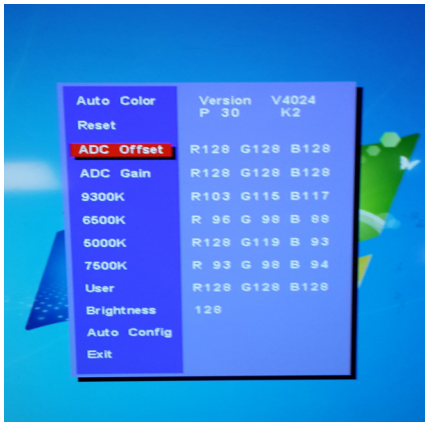 Auto Color Version V4024
P 30 K2
Reset
ADC Offset R128 G128 B128
ADC Gain R128 G128 B128
9300K R103 G115 B117
6500K R 96 G 98 B 88
5000K R128 G119 B 93
7500K R 93 G 98 B 94
User R128 G128 B128
Brightness 128
Auto Config
Exit